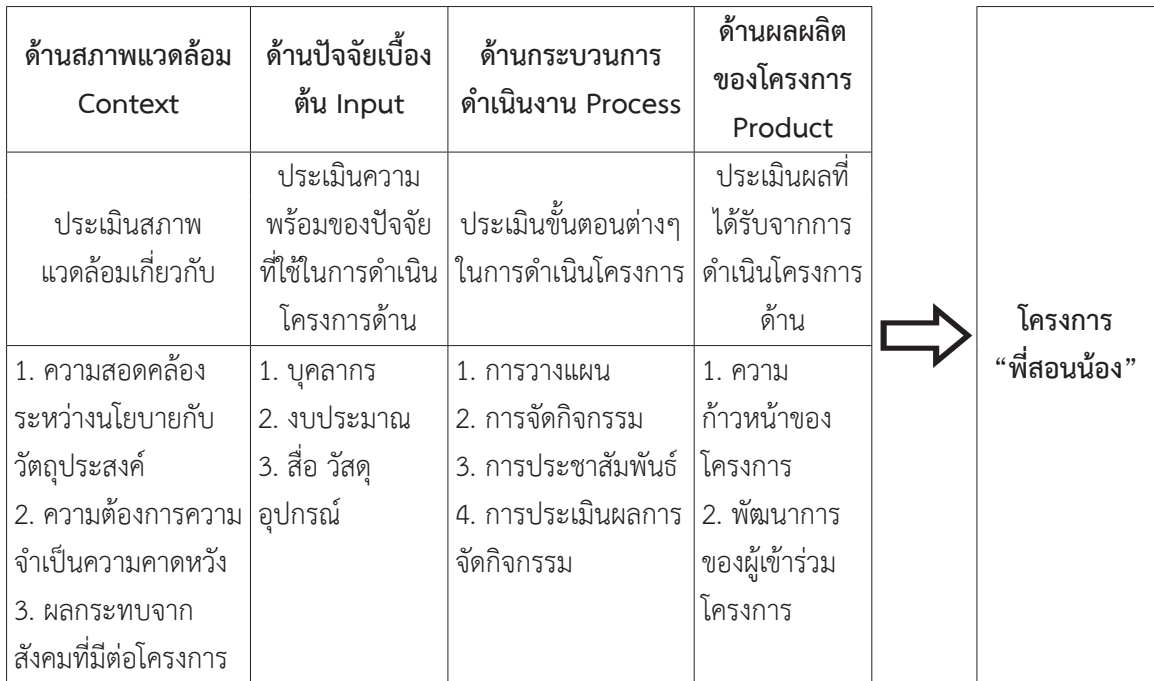 ด้านสภาพแวดล้อม
Context
ด้านปัจจัยเบื้อง
ต้น Input
ด้านกระบวนการ
ดำเนินงาน Process
ด้านผลผลิต
ของโครงการ
Product
ประเมินสภาพ
แวดล้อมเกี่ยวกับ
ประเมินความ
พร้อมของปัจจัย
ที่ใช้ในการดำเนิน
โครงการด้าน
ประเมินขั้นตอนต่างๆ
ในการดำเนินโครงการ
ประเมินผลที่
ได้รับจากการ
ดำเนินโครงการ
ด้าน
1. ความสอดคล้อง
ระหว่างนโยบายกับ
วัตถุประสงค์
2. ความต้องการความ
จำเป็นความคาดหวัง
3. ผลกระทบจาก
สังคมที่มีต่อโครงการ
1. บุคลากร
2. งบประมาณ
3. สื่อ วัสดุ
อุปกรณ์
1. การวางแผน
2. การจัดกิจกรรม
3. การประชาสัมพันธ์
4. การประเมินผลการ
จัดกิจกรรม
1. ความ
ก้าวหน้าของ
โครงการ
2. พัฒนาการ
ของผู้เข้าร่วม
โครงการ
โครงการ
“พี่สอนน้อง”